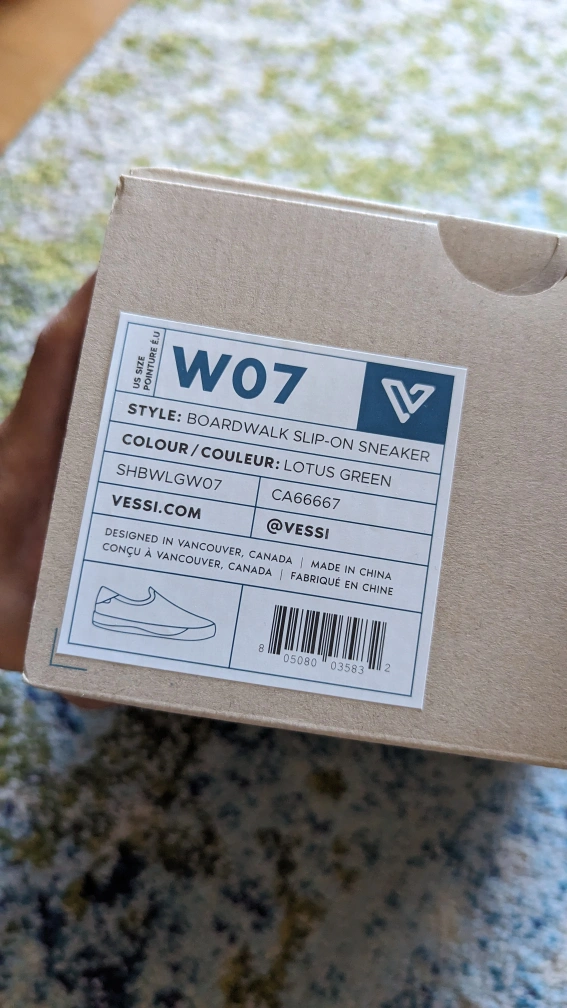 US SIZE
POINTURE É.U
W07
STYLE: BOARDWALK SLIP-ON SNEAKER
COLOUR/COULEUR: LOTUS GREEN
SHBWLGW07
CA66667
VESSI.COM
@VESSI
DESIGNED IN VANCOUVER, CANADA | MADE IN CHINA
CONÇU À VANCOUVER, CANADA | FABRIQUÉ EN CHINE
8 05080 03583 2